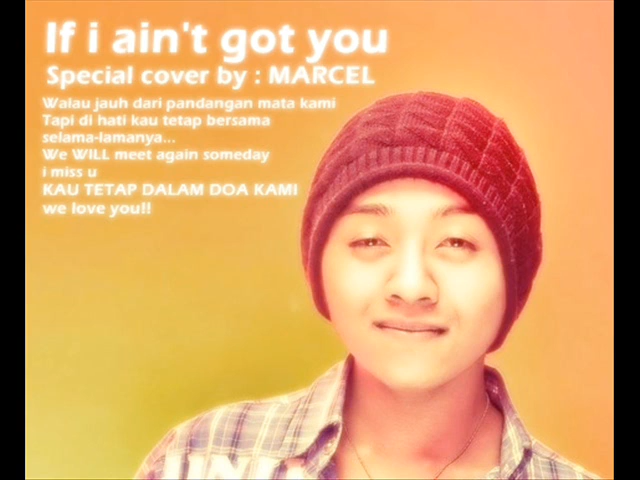 If i ain't got you
Special cover by : MARCEL
Walau jauh dari pandangan mata kami
Tapi di hati kau tetap bersama
selama-lamanya...
We WILL meet again someday
i miss u
KAU TETAP DALAM DOA KAMI
we love you!!